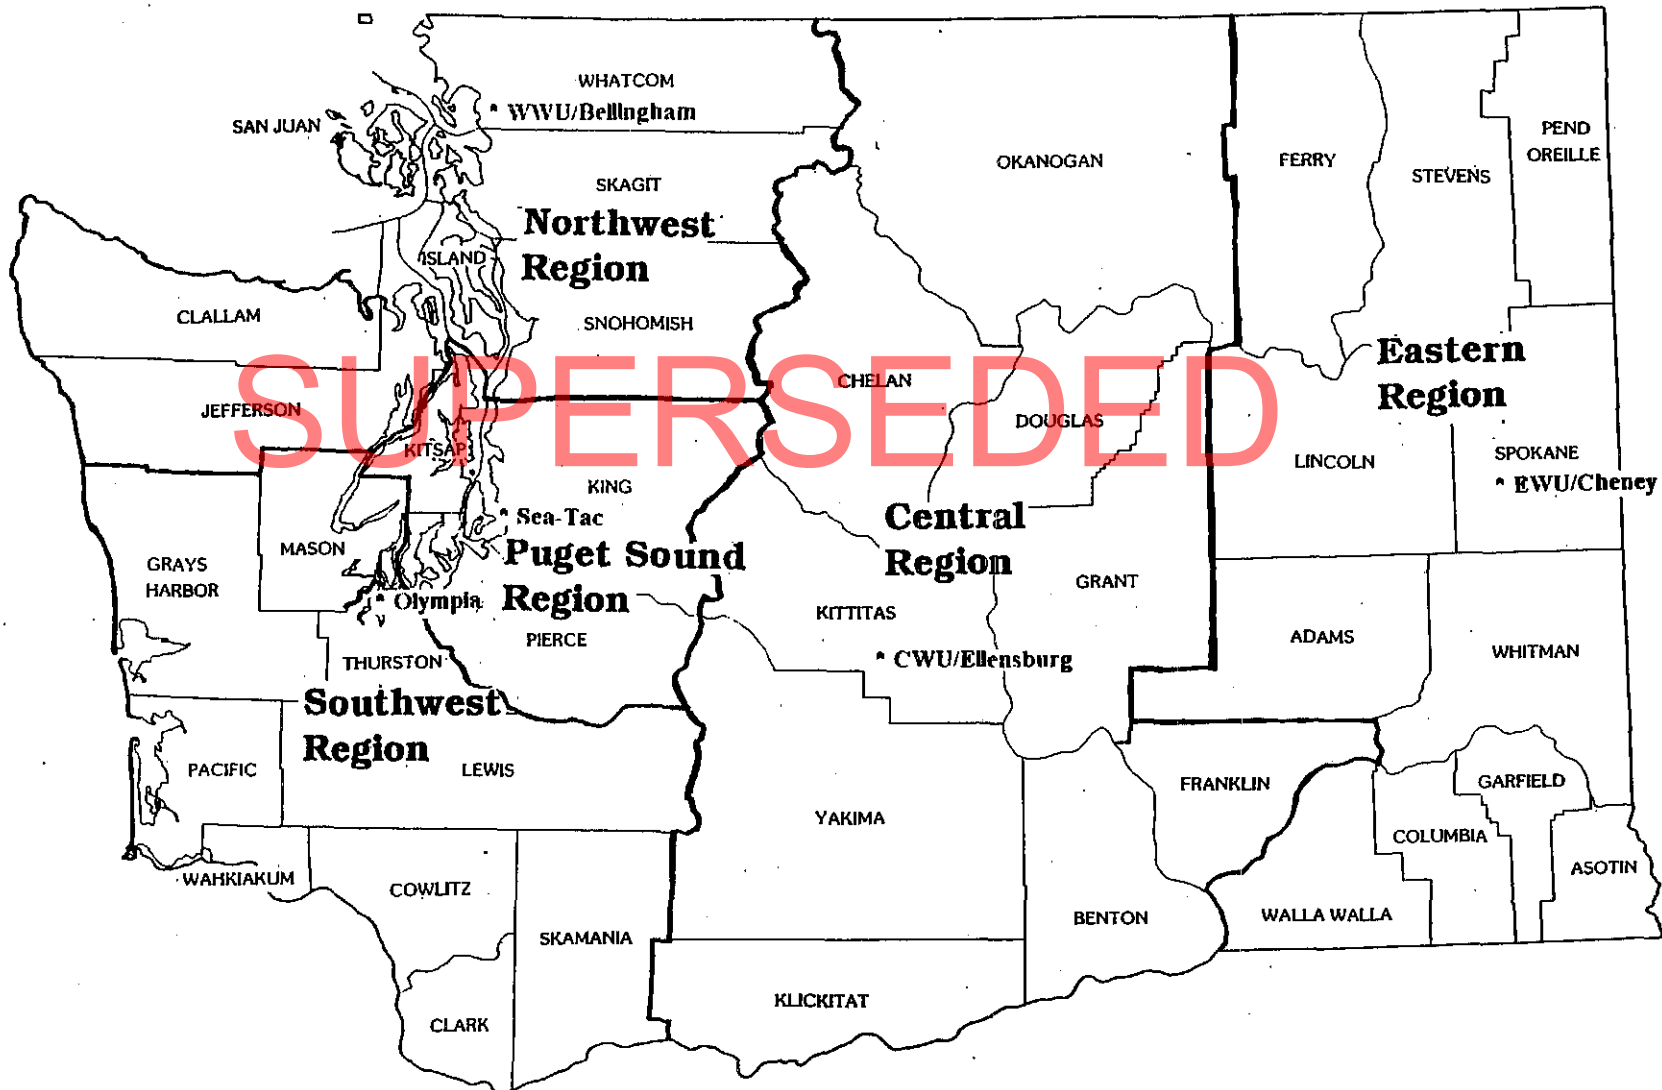 WHATCOM
^ WWU/Bellingham
SAN JUAN
PEND
OREILLE
OKANOGAN
FERRY
STEVENS
SKAGIT
Northwest
Region
ISLAND
CLALLAM
SNOHOMISH
Eastern
Region
SUPERSEDED
CHELAN
JEFFERSON
DOUGLAS
KITSAP
SPOKANE
LINCOLN
^ EWU/Cheney
KING
^ Sea-Tac
Central
Region
MASON
Puget Sound
Region
GRAYS
HARBOR
GRANT
^ Olympia
KITTITAS
PIERCE
ADAMS
WHITMAN
THURSTON
^ CWU/Ellensburg
Southwest
Region
PACIFIC
LEWIS
FRANKLIN
GARFIELD
YAKIMA
COLUMBIA
ASOTIN
WAHKIAKUM
COWLITZ
BENTON
WALLA WALLA
SKAMANIA
KLICKITAT
CLARK